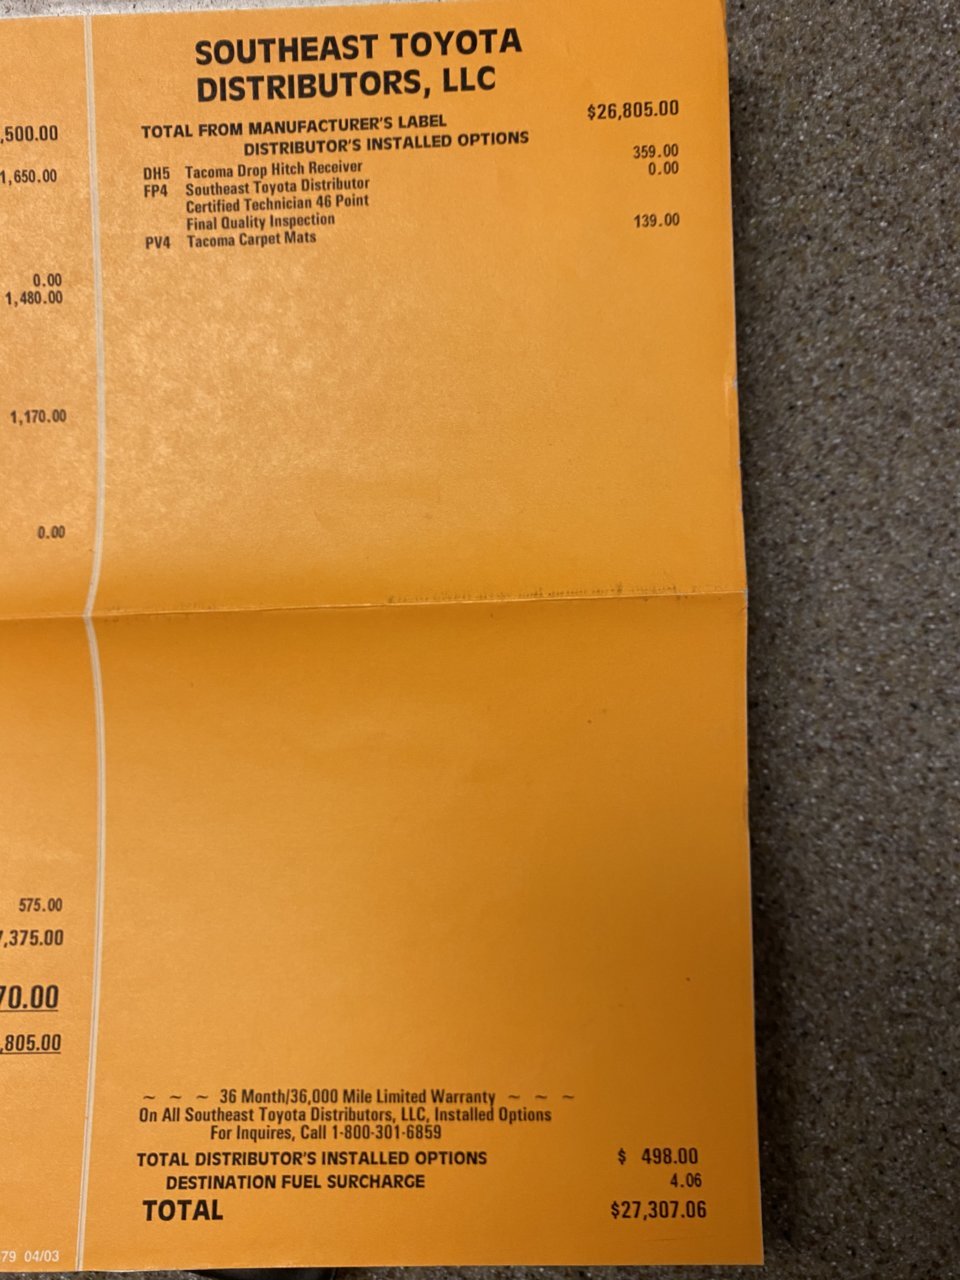 SOUTHEAST TOYOTA
DISTRIBUTORS, LLC
TOTAL FROM MANUFACTURER'S LABEL $26,805.00
DISTRIBUTOR'S INSTALLED OPTIONS
DH5 Tacoma Drop Hitch Receiver 359.00
FP4 Southeast Toyota Distributor 0.00
Certified Technician 46 Point
Final Quality Inspection
PV4 Tacoma Carpet Mats 139.00
~ ~ ~ 36 Month/36,000 Mile Limited Warranty ~ ~ ~
On All Southeast Toyota Distributors, LLC, Installed Options
For Inquires, Call 1-800-301-6859
TOTAL DISTRIBUTOR'S INSTALLED OPTIONS $ 498.00
DESTINATION FUEL SURCHARGE 4.06
TOTAL $27,307.06
,500.00
1,650.00
0.00
1,480.00
1,170.00
0.00
575.00
7,375.00
70.00
,805.00
79 04/03